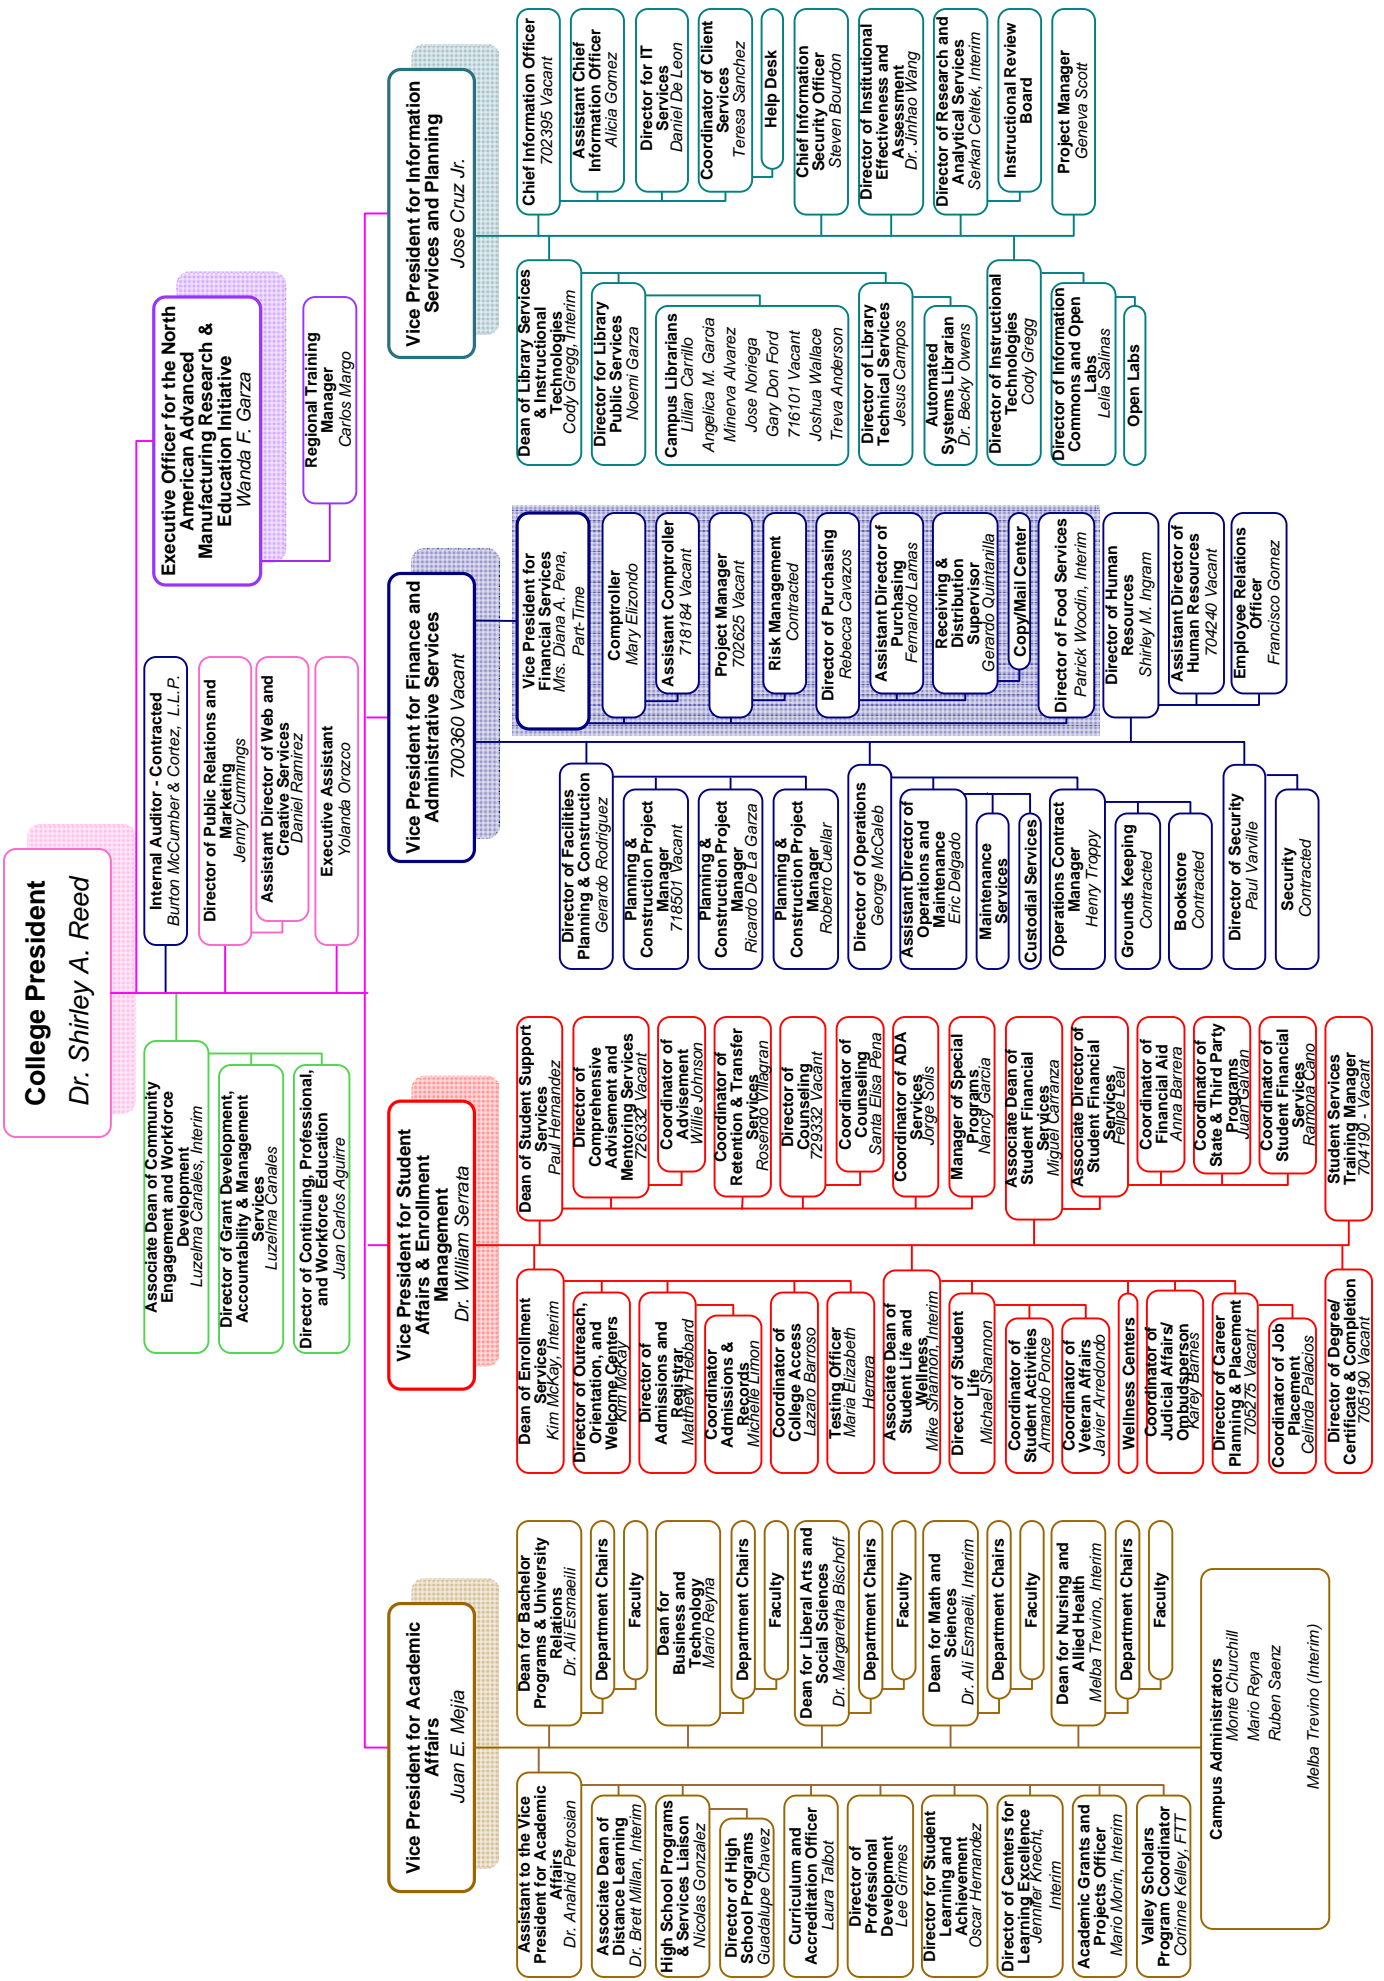 College President
Dr. Shirley A. Reed
Associate Dean of Community
Engagement and Workforce
Development
Luzelma Canales, Interim
Director of Grant Development,
Accountability & Management
Services
Luzelma Canales
Director of Continuing, Professional,
and Workforce Education
Juan Carlos Aguirre
Internal Auditor - Contracted
Burton McCumber & Cortez, L.L.P.
Director of Public Relations and
Marketing
Jenny Cummings
Assistant Director of Web and
Creative Services
Daniel Ramirez
Executive Assistant
Yolanda Orozco
Executive Officer for the North
American Advanced
Manufacturing Research &
Education Initiative
Wanda F. Garza
Regional Training
Manager
Carlos Margo
Vice President for Academic
Affairs
Juan E. Mejia
Assistant to the Vice
President for Academic
Affairs
Dr. Anahid Petrosian
Associate Dean of
Distance Learning
Dr. Brett Millan, Interim
High School Programs
& Services Liaison
Nicolas Gonzalez
Director of High
School Programs
Guadalupe Chavez
Curriculum and
Accreditation Officer
Laura Talbot
Director of
Professional
Development
Lee Grimes
Director for Student
Learning and
Achievement
Oscar Hernandez
Director of Centers for
Learning Excellence
Jennifer Knecht,
Interim
Academic Grants and
Projects Officer
Mario Morin, Interim
Valley Scholars
Program Coordinator
Corinne Kelley, FTT
Dean for Bachelor
Programs & University
Relations
Dr. Ali Esmaeili
Department Chairs
Faculty
Dean for
Business and
Technology
Mario Reyna
Department Chairs
Faculty
Dean for Liberal Arts and
Social Sciences
Dr. Margaretha Bischoff
Department Chairs
Faculty
Dean for Math and
Sciences
Dr. Ali Esmaeili, Interim
Department Chairs
Faculty
Dean for Nursing and
Allied Health
Melba Trevino, Interim
Department Chairs
Faculty
Campus Administrators
Monte Churchill
Mario Reyna
Ruben Saenz
Melba Trevino (Interim)
Vice President for Student
Affairs & Enrollment
Management
Dr. William Serrata
Dean of Enrollment
Services
Kim McKay, Interim
Director of Outreach,
Orientation, and
Welcome Centers
Kim McKay
Director of
Admissions and
Registrar
Matthew Hebbard
Coordinator
Admissions &
Records
Michelle Limon
Coordinator of
College Access
Lazaro Barroso
Testing Officer
Maria Elizabeth
Herrera
Associate Dean of
Student Life and
Wellness
Mike Shannon, Interim
Director of Student
Life
Michael Shannon
Coordinator of
Student Activities
Armando Ponce
Coordinator of
Veteran Affairs
Javier Arredondo
Wellness Centers
Coordinator of
Judicial Affairs/
Ombudsperson
Karey Barnes
Director of Career
Planning & Placement
705275 Vacant
Coordinator of Job
Placement
Celinda Palacios
Director of Degree/
Certificate & Completion
705190 Vacant
Dean of Student Support
Services
Paul Hernandez
Director of
Comprehensive
Advisement and
Mentoring Services
726332 Vacant
Coordinator of
Advisement
Willie Johnson
Coordinator of
Retention & Transfer
Services
Rosendo Villagran
Director of
Counseling
729332 Vacant
Coordinator of
Counseling
Santa Elisa Pena
Coordinator of ADA
Services
Jorge Solis
Manager of Special
Programs
Nancy Garcia
Associate Dean of
Student Financial
Services
Miguel Carranza
Associate Director of
Student Financial
Services
Felipe Leal
Coordinator of
Financial Aid
Anna Barrera
Coordinator of
State & Third Party
Programs
Juan Galvan
Coordinator of
Student Financial
Services
Ramona Cano
Student Services
Training Manager
704190 - Vacant
Vice President for Finance and
Administrative Services
700360 Vacant
Director of Facilities
Planning & Construction
Gerardo Rodriguez
Planning &
Construction Project
Manager
718501 Vacant
Planning &
Construction Project
Manager
Ricardo De La Garza
Planning &
Construction Project
Manager
Roberto Cuellar
Director of Operations
George McCaleb
Assistant Director of
Operations and
Maintenance
Eric Delgado
Maintenance
Services
Custodial Services
Operations Contract
Manager
Henry Troppy
Grounds Keeping
Contracted
Bookstore
Contracted
Director of Security
Paul Varville
Security
Contracted
Vice President for
Financial Services
Mrs. Diana A. Pena,
Part-Time
Comptroller
Mary Elizondo
Assistant Comptroller
718184 Vacant
Project Manager
702625 Vacant
Risk Management
Contracted
Director of Purchasing
Rebecca Cavazos
Assistant Director of
Purchasing
Fernando Lamas
Receiving &
Distribution
Supervisor
Gerardo Quintanilla
Copy/Mail Center
Director of Food Services
Patrick Woodin, Interim
Director of Human
Resources
Shirley M. Ingram
Assistant Director of
Human Resources
704240 Vacant
Employee Relations
Officer
Francisco Gomez
Vice President for Information
Services and Planning
Jose Cruz Jr.
Dean of Library Services
& Instructional
Technologies
Cody Gregg, Interim
Director for Library
Public Services
Noemi Garza
Campus Librarians
Lillian Carrillo
Angelica M. Garcia
Minerva Alvarez
Jose Noriega
Gary Don Ford
716101 Vacant
Joshua Wallace
Treva Anderson
Director of Library
Technical Services
Jesus Campos
Automated
Systems Librarian
Dr. Becky Owens
Director of Instructional
Technologies
Cody Gregg
Director of Information
Commons and Open
Labs
Lelia Salinas
Open Labs
Chief Information Officer
702395 Vacant
Assistant Chief
Information Officer
Alicia Gomez
Director for IT
Services
Daniel De Leon
Coordinator of Client
Services
Teresa Sanchez
Help Desk
Chief Information
Security Officer
Steven Bourdon
Director of Institutional
Effectiveness and
Assessment
Dr. Jinhao Wang
Director of Research and
Analytical Services
Serkan Celtek, Interim
Instructional Review
Board
Project Manager
Geneva Scott